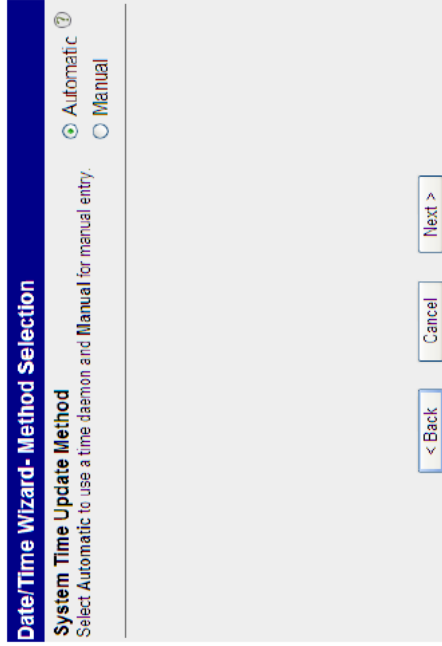 Date/Time Wizard- Method Selection
System Time Update Method
Select Automatic to use a time daemon and Manual for manual entry.
Automatic ?
Manual
< Back
Cancel
Next >